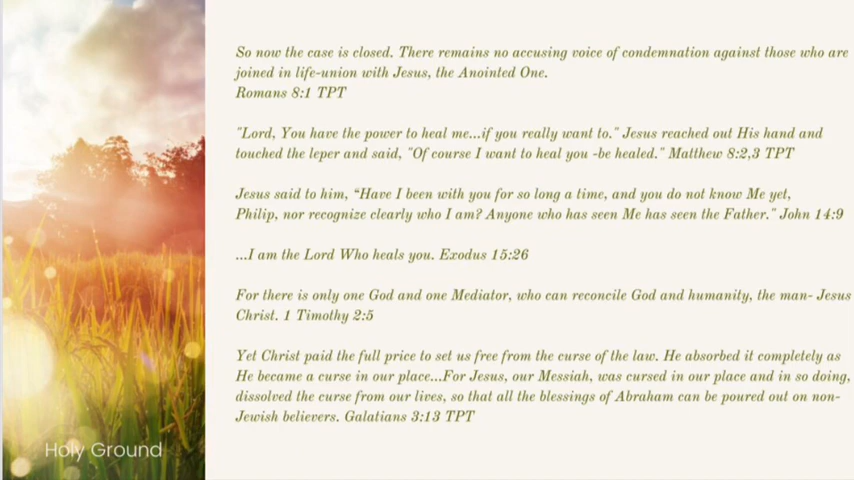 So now the case is closed. There remains no accusing voice of condemnation against those who are
joined in life-union with Jesus, the Anointed One.
Romans 8:1 TPT
"Lord, You have the power to heal me...if you really want to." Jesus reached out His hand and
touched the leper and said, "Of course I want to heal you -be healed." Matthew 8:2,3 TPT
Jesus said to him, “Have I been with you for so long a time, and you do not know Me yet,
Philip, nor recognize clearly who I am? Anyone who has seen Me has seen the Father." John 14:9
...I am the Lord Who heals you. Exodus 15:26
For there is only one God and one Mediator, who can reconcile God and humanity, the man- Jesus
Christ. 1 Timothy 2:5
Yet Christ paid the full price to set us free from the curse of the law. He absorbed it completely as
He became a curse in our place...For Jesus, our Messiah, was cursed in our place and in so doing,
dissolved the curse from our lives, so that all the blessings of Abraham can be poured out on non-
Jewish believers. Galatians 3:13 TPT
Holy Ground